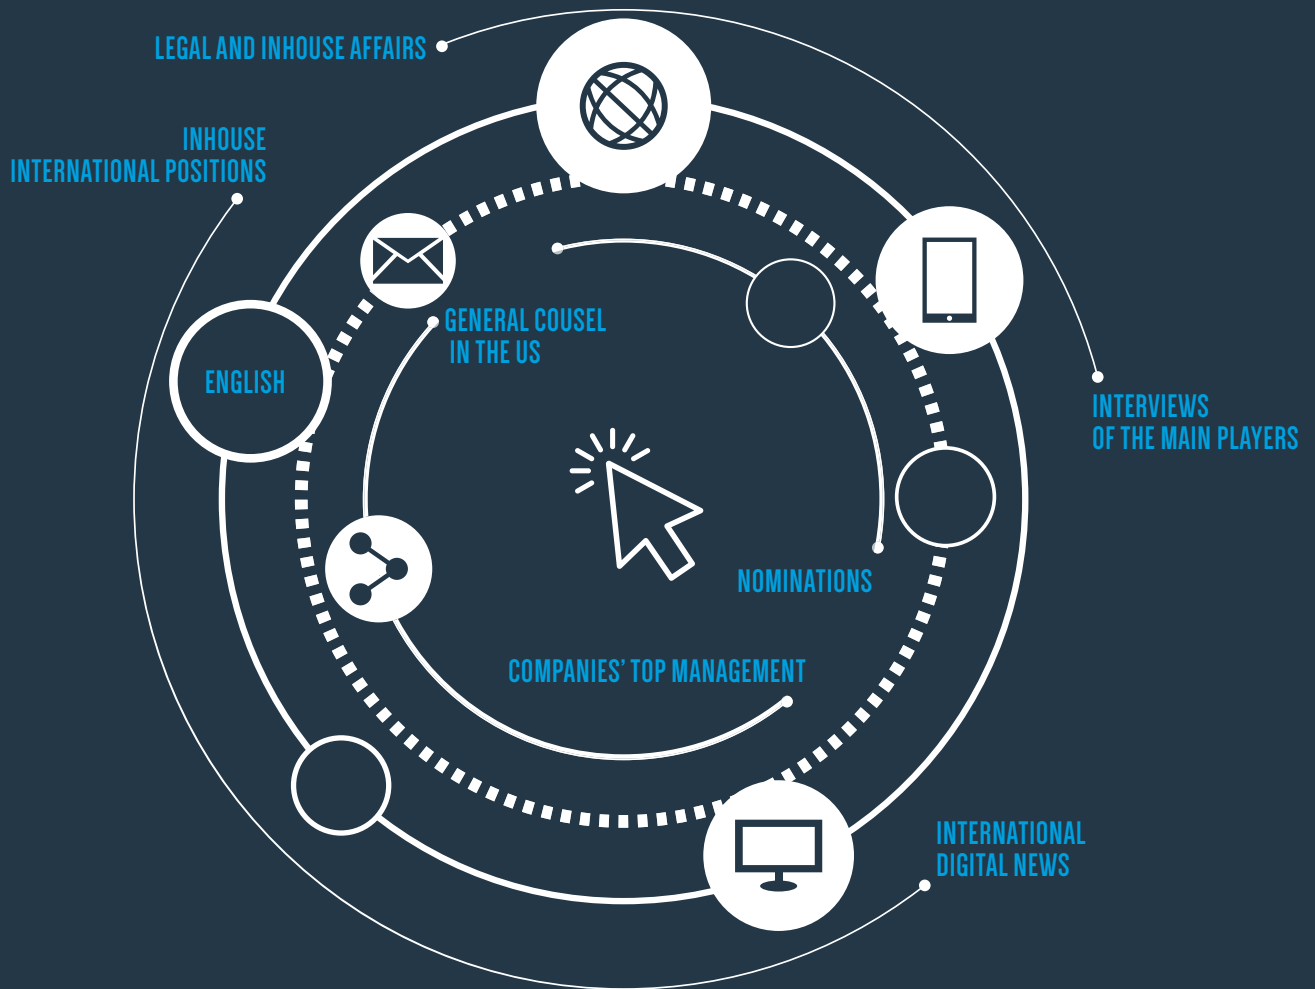 LEGAL AND INHOUSE AFFAIRS
INHOUSE
INTERNATIONAL POSITIONS
GENERAL COUSEL
IN THE US
ENGLISH
INTERVIEWS
OF THE MAIN PLAYERS
NOMINATIONS
COMPANIES’ TOP MANAGEMENT
INTERNATIONAL
DIGITAL NEWS